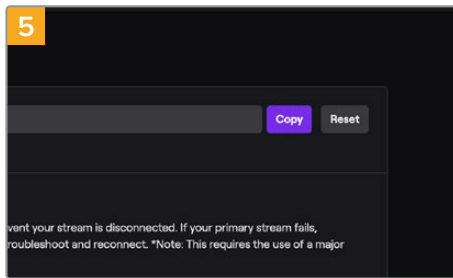 5
Copy Reset
vent your stream is disconnected. If your primary stream fails,
roubleshoot and reconnect. *Note: This requires the use of a major